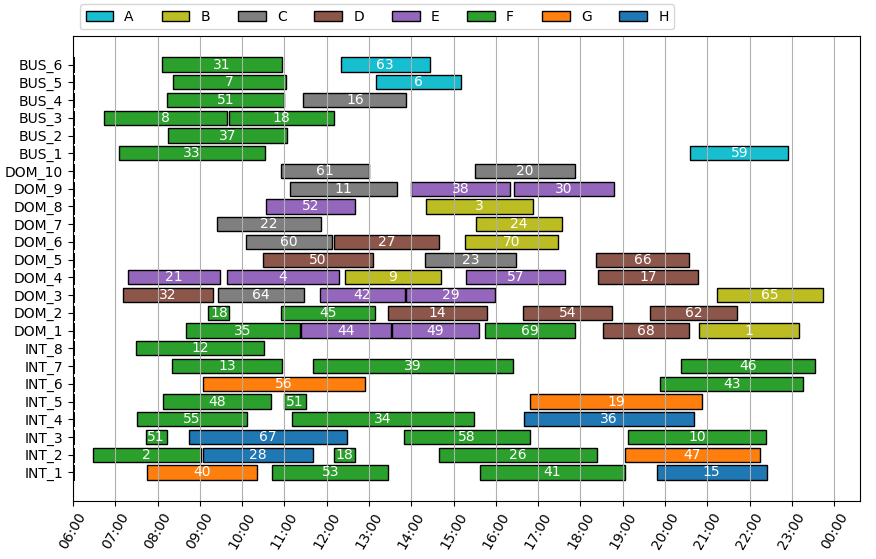 A B C D E F G H
BUS_6 31 63
BUS_5 7 6
BUS_4 51 16
BUS_3 8 18
BUS_2 37
BUS_1 33 59
DOM_10 61 20
DOM_9 11 38 30
DOM_8 52 3
DOM_7 22 24
DOM_6 60 27 70
DOM_5 50 23 66
DOM_4 21 4 9 57 17
DOM_3 32 64 42 29 65
DOM_2 18 45 14 54 62
DOM_1 35 44 49 69 68 1
INT_8 12
INT_7 13 39 46
INT_6 56 43
INT_5 48 51 19
INT_4 55 34 36
INT_3 51 67 58 10
INT_2 2 28 18 26 47
INT_1 40 53 41 15
06:00 07:00 08:00 09:00 10:00 11:00 12:00 13:00 14:00 15:00 16:00 17:00 18:00 19:00 20:00 21:00 22:00 23:00 00:00